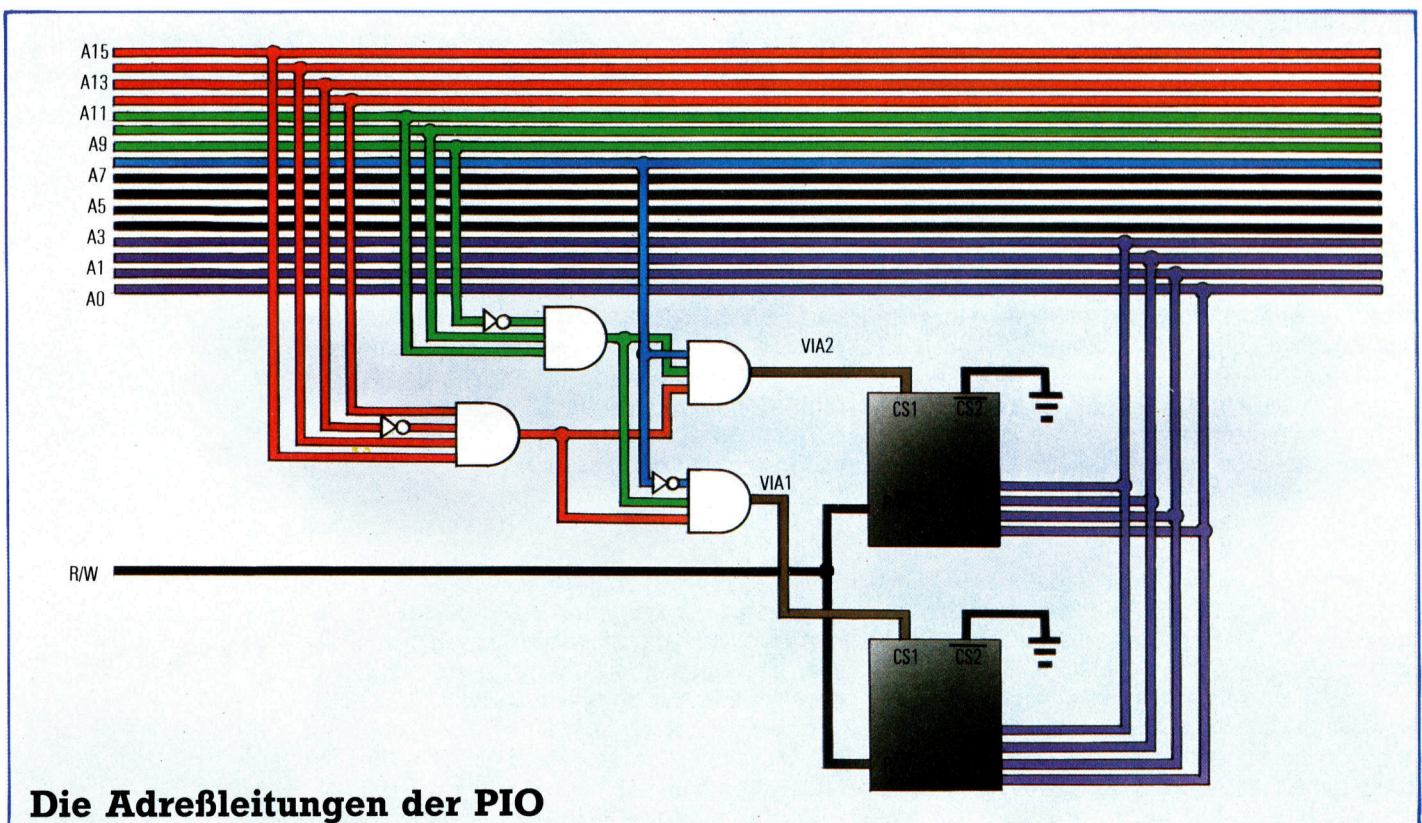 A15
A13
A11
A9
A7
A5
A3
A1
A0
VIA2
CS1 CS2
VIA1
R/W
CS1 CS2
Die Adreßleitungen der PIO